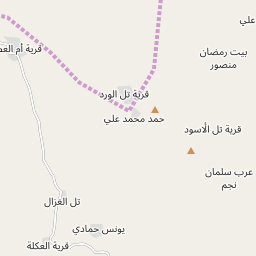 علي
بيت رمضان
منصور
قرية أم العم
قرية تل الورد
حمد محمد علي
قرية تل الأسود
عرب سلمان
نجم
تل الغزال
يونس حمادي
قرية العكلة